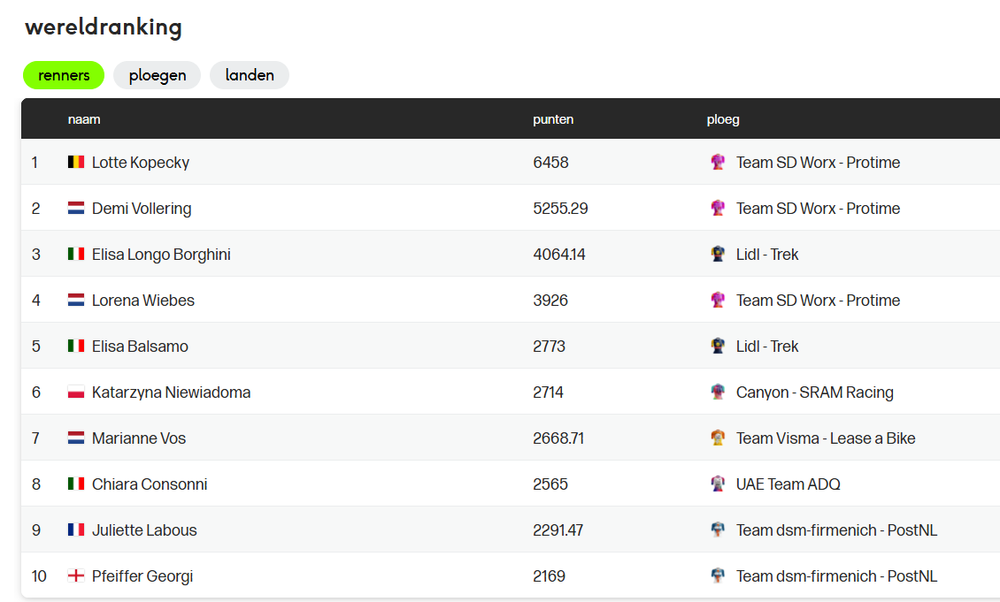 wereldranking
renners ploegen landen
naam punten ploeg
1 Lotte Kopecky 6458 Team SD Worx - Protime
2 Demi Vollering 5255.29 Team SD Worx - Protime
3 Elisa Longo Borghini 4064.14 Lidl - Trek
4 Lorena Wiebes 3926 Team SD Worx - Protime
5 Elisa Balsamo 2773 Lidl - Trek
6 Katarzyna Niewiadoma 2714 Canyon - SRAM Racing
7 Marianne Vos 2668.71 Team Visma - Lease a Bike
8 Chiara Consonni 2565 UAE Team ADQ
9 Juliette Labous 2291.47 Team dsm-firmenich - PostNL
10 Pfeiffer Georgi 2169 Team dsm-firmenich - PostNL